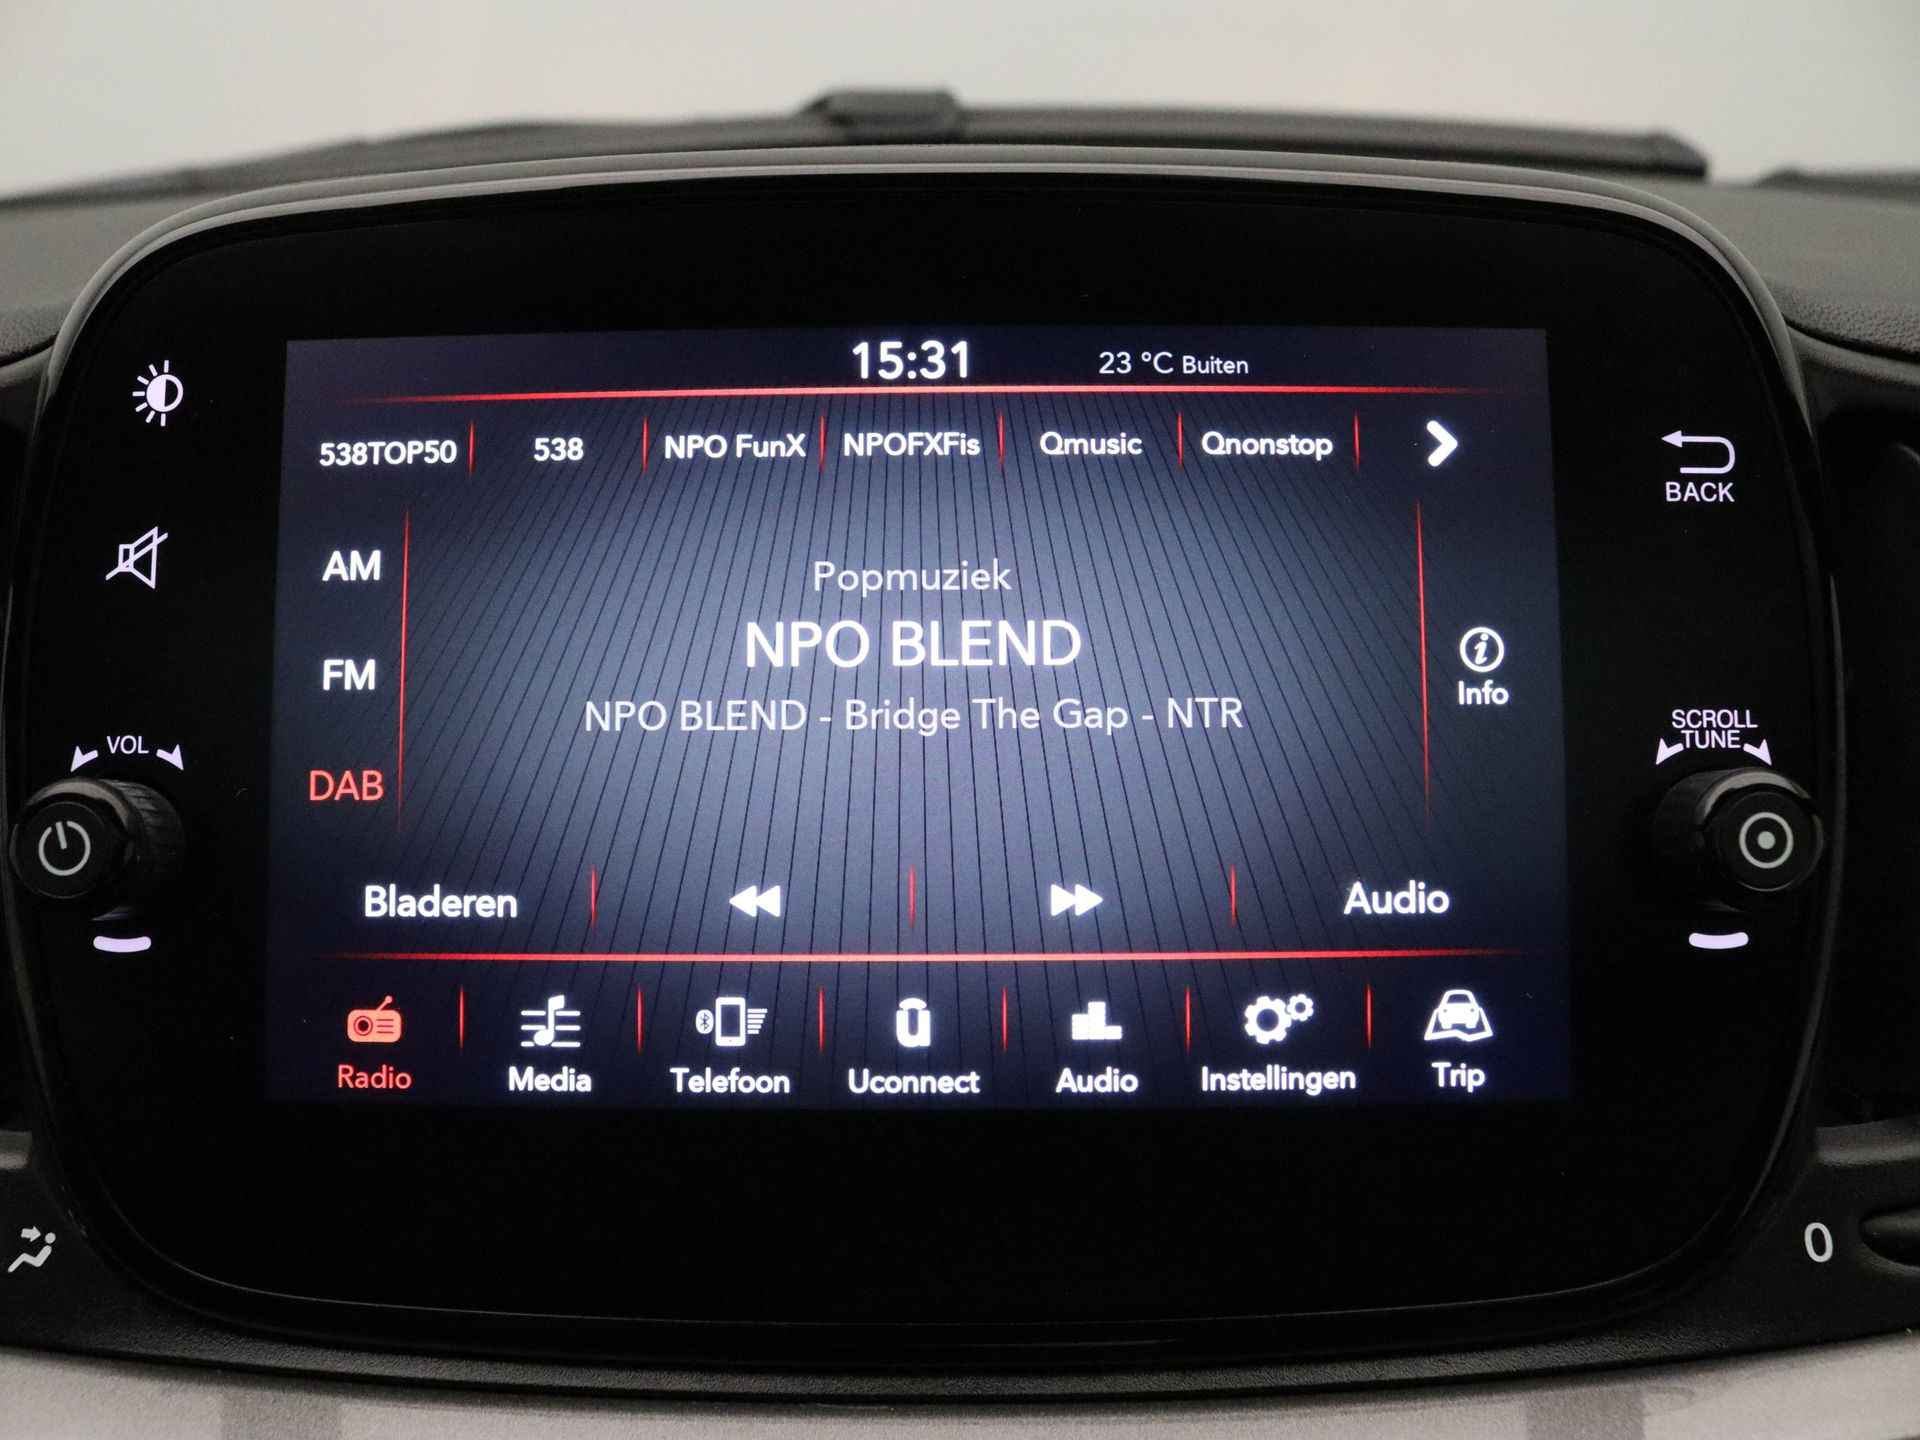 15:31 23 °C Buiten
538TOP50 538 NPO FunX NPOFXFis Qmusic Qnonstop
BACK
AM
Popmuziek
NPO BLEND
FM
Info
NPO BLEND - Bridge The Gap - NTR
VOL
SCROLL
TUNE
DAB
Bladeren Audio
Radio Media Telefoon Uconnect Audio Instellingen Trip
0